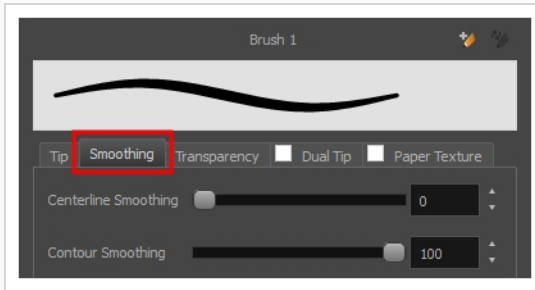 Brush 1
Tip Smoothing Transparency Dual Tip Paper Texture
Centerline Smoothing 0
Contour Smoothing 100